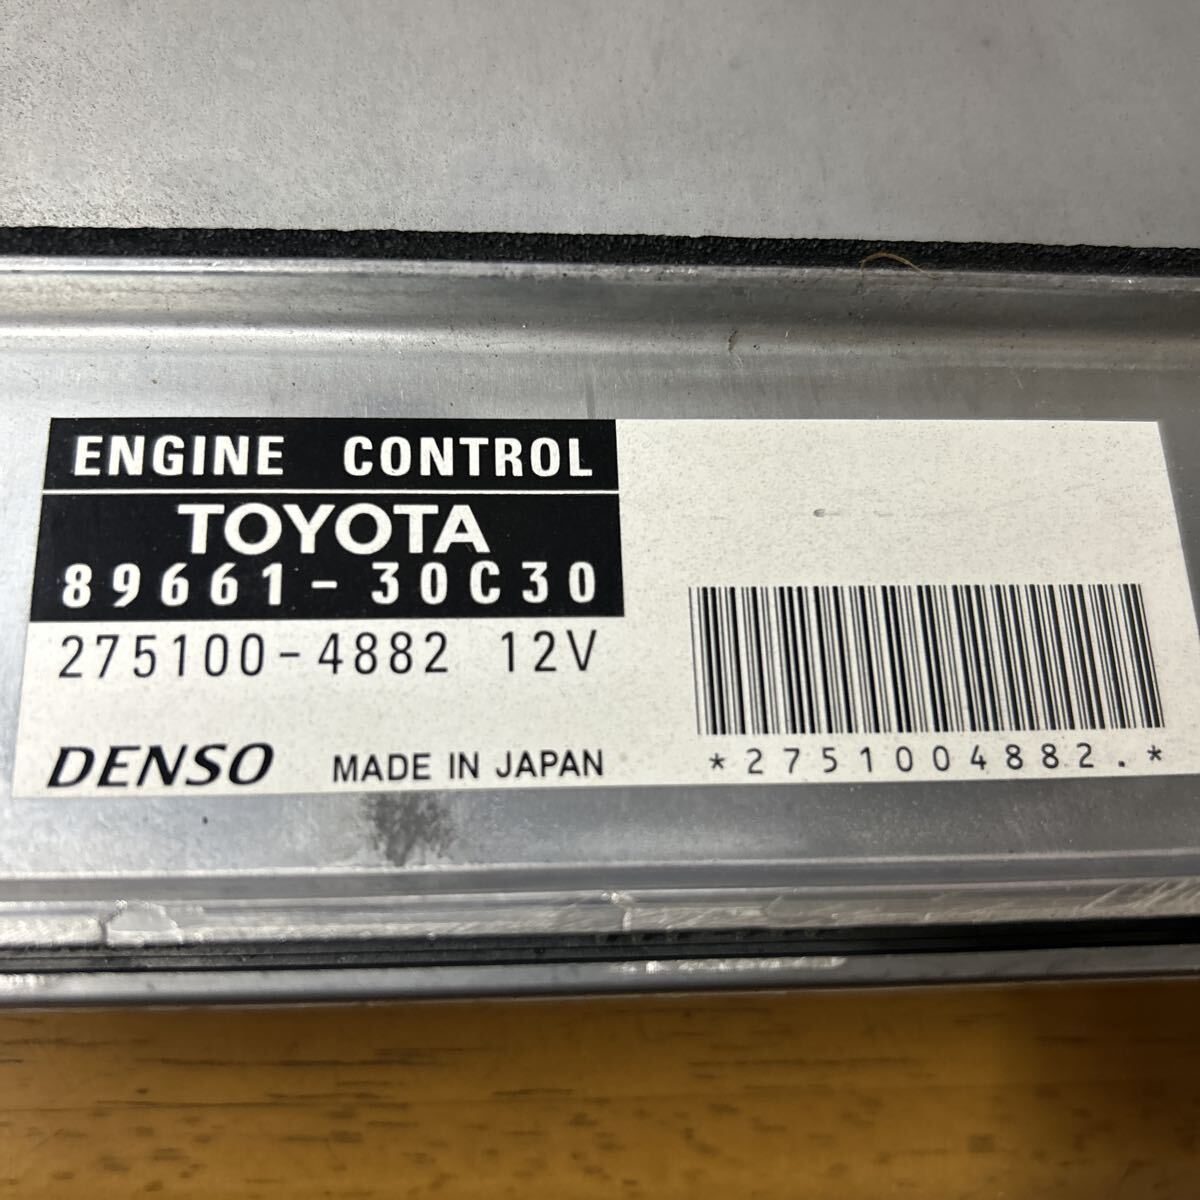 ENGINE CONTROL
TOYOTA
89661-30C30
275100-4882 12V
DENSO MADE IN JAPAN
*2751004882.*